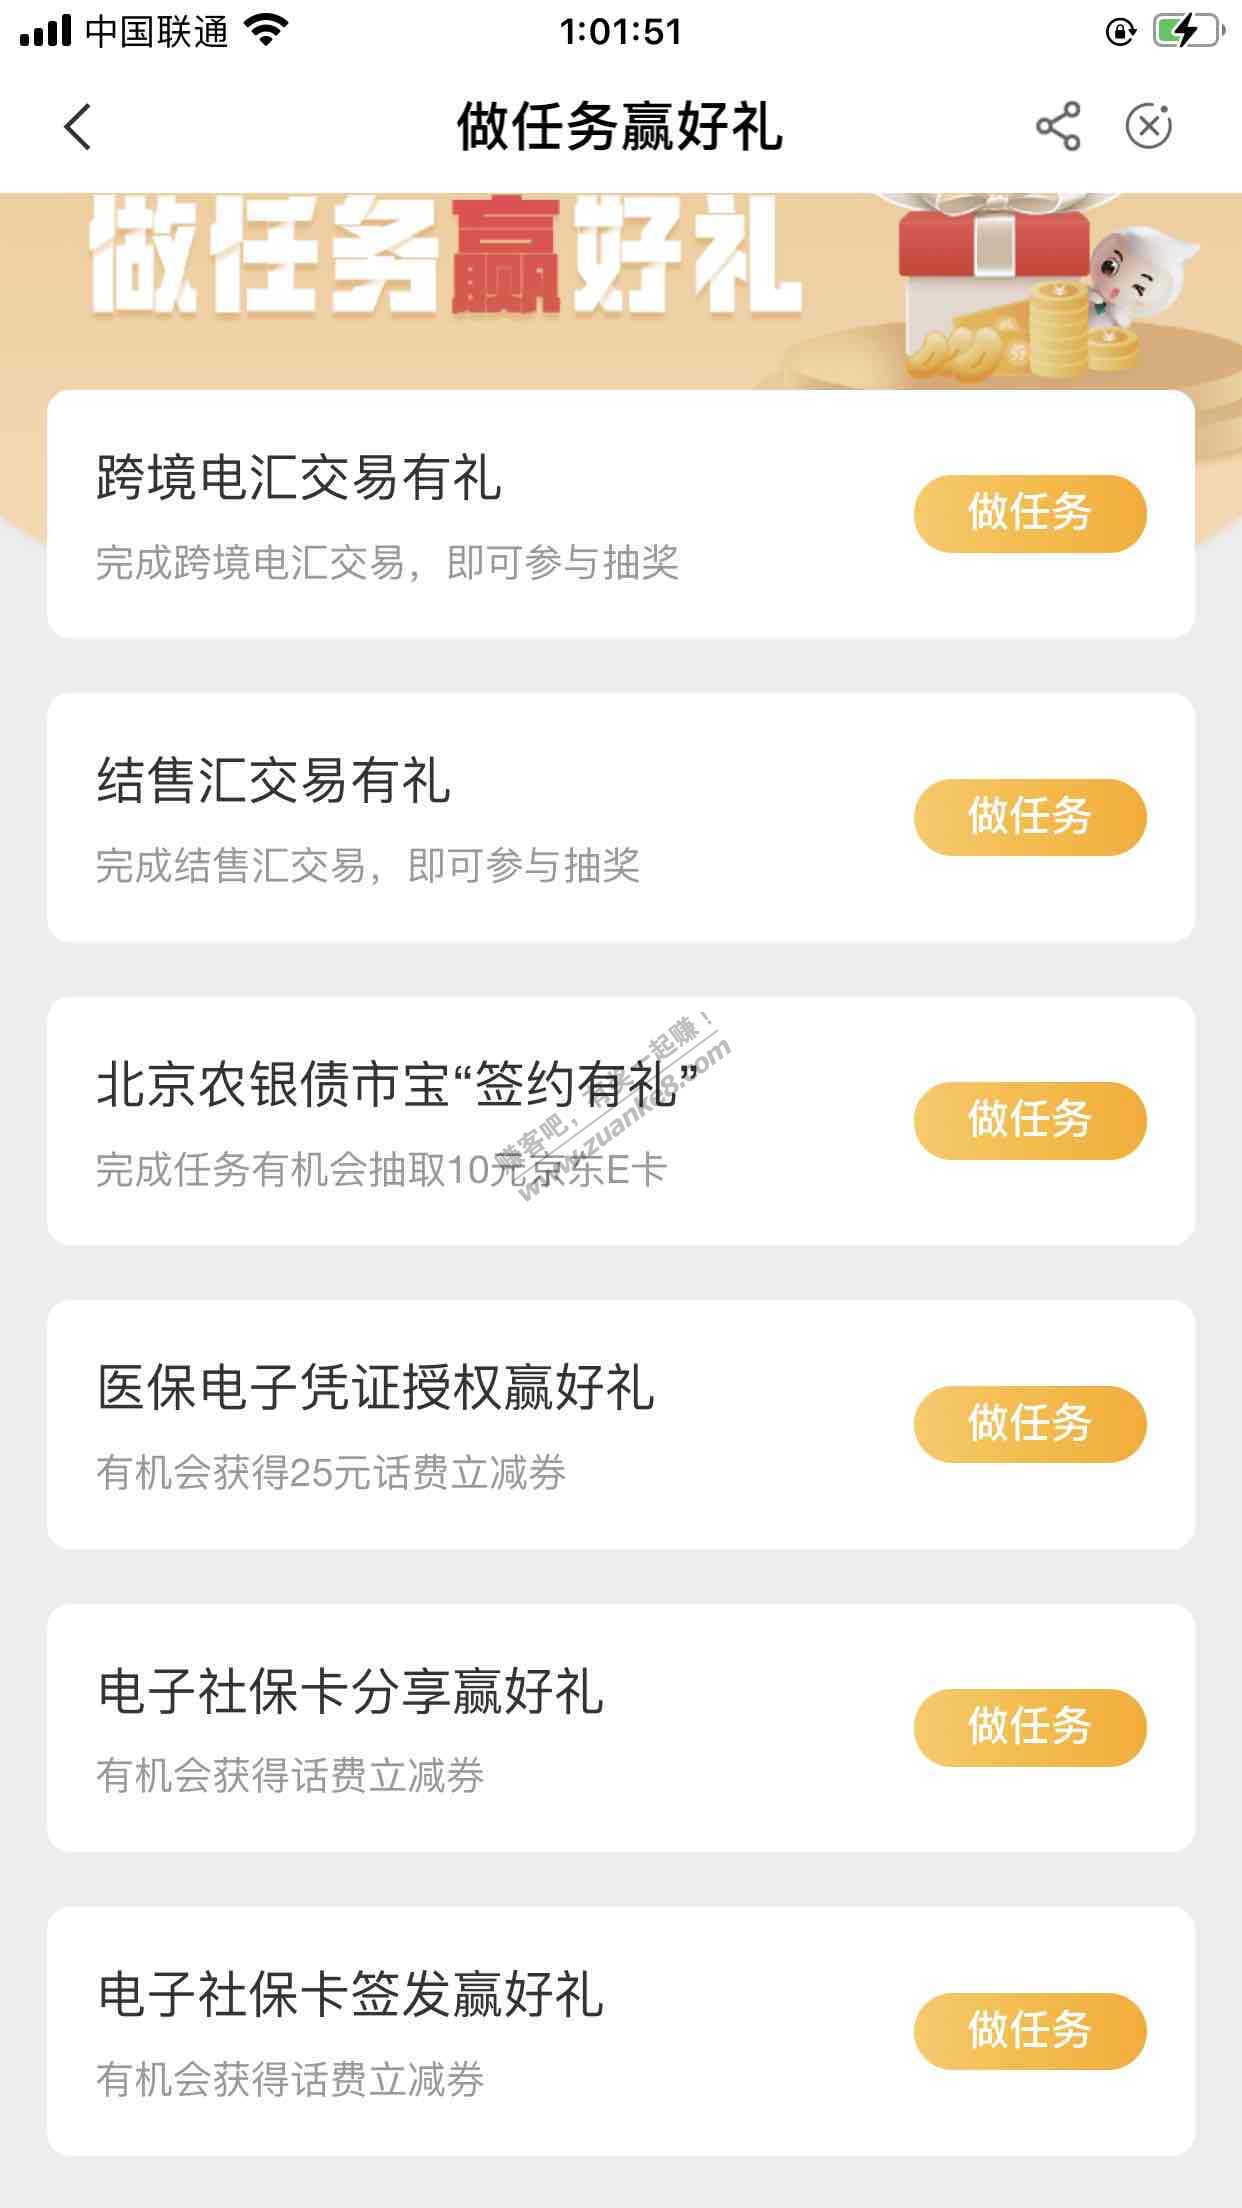 中国联通
1:01:51
做任务赢好礼
做任务赢好礼
跨境电汇交易有礼
完成跨境电汇交易，即可参与抽奖
做任务
结售汇交易有礼
完成结售汇交易，即可参与抽奖
做任务
北京农银债市宝“签约有礼”
完成任务有机会抽取10元京东E卡
做任务
赚客吧，有奖一起赚！
www.zuanke8.com
医保电子凭证授权赢好礼
有机会获得25元话费立减券
做任务
电子社保卡分享赢好礼
有机会获得话费立减券
做任务
电子社保卡签发赢好礼
有机会获得话费立减券
做任务